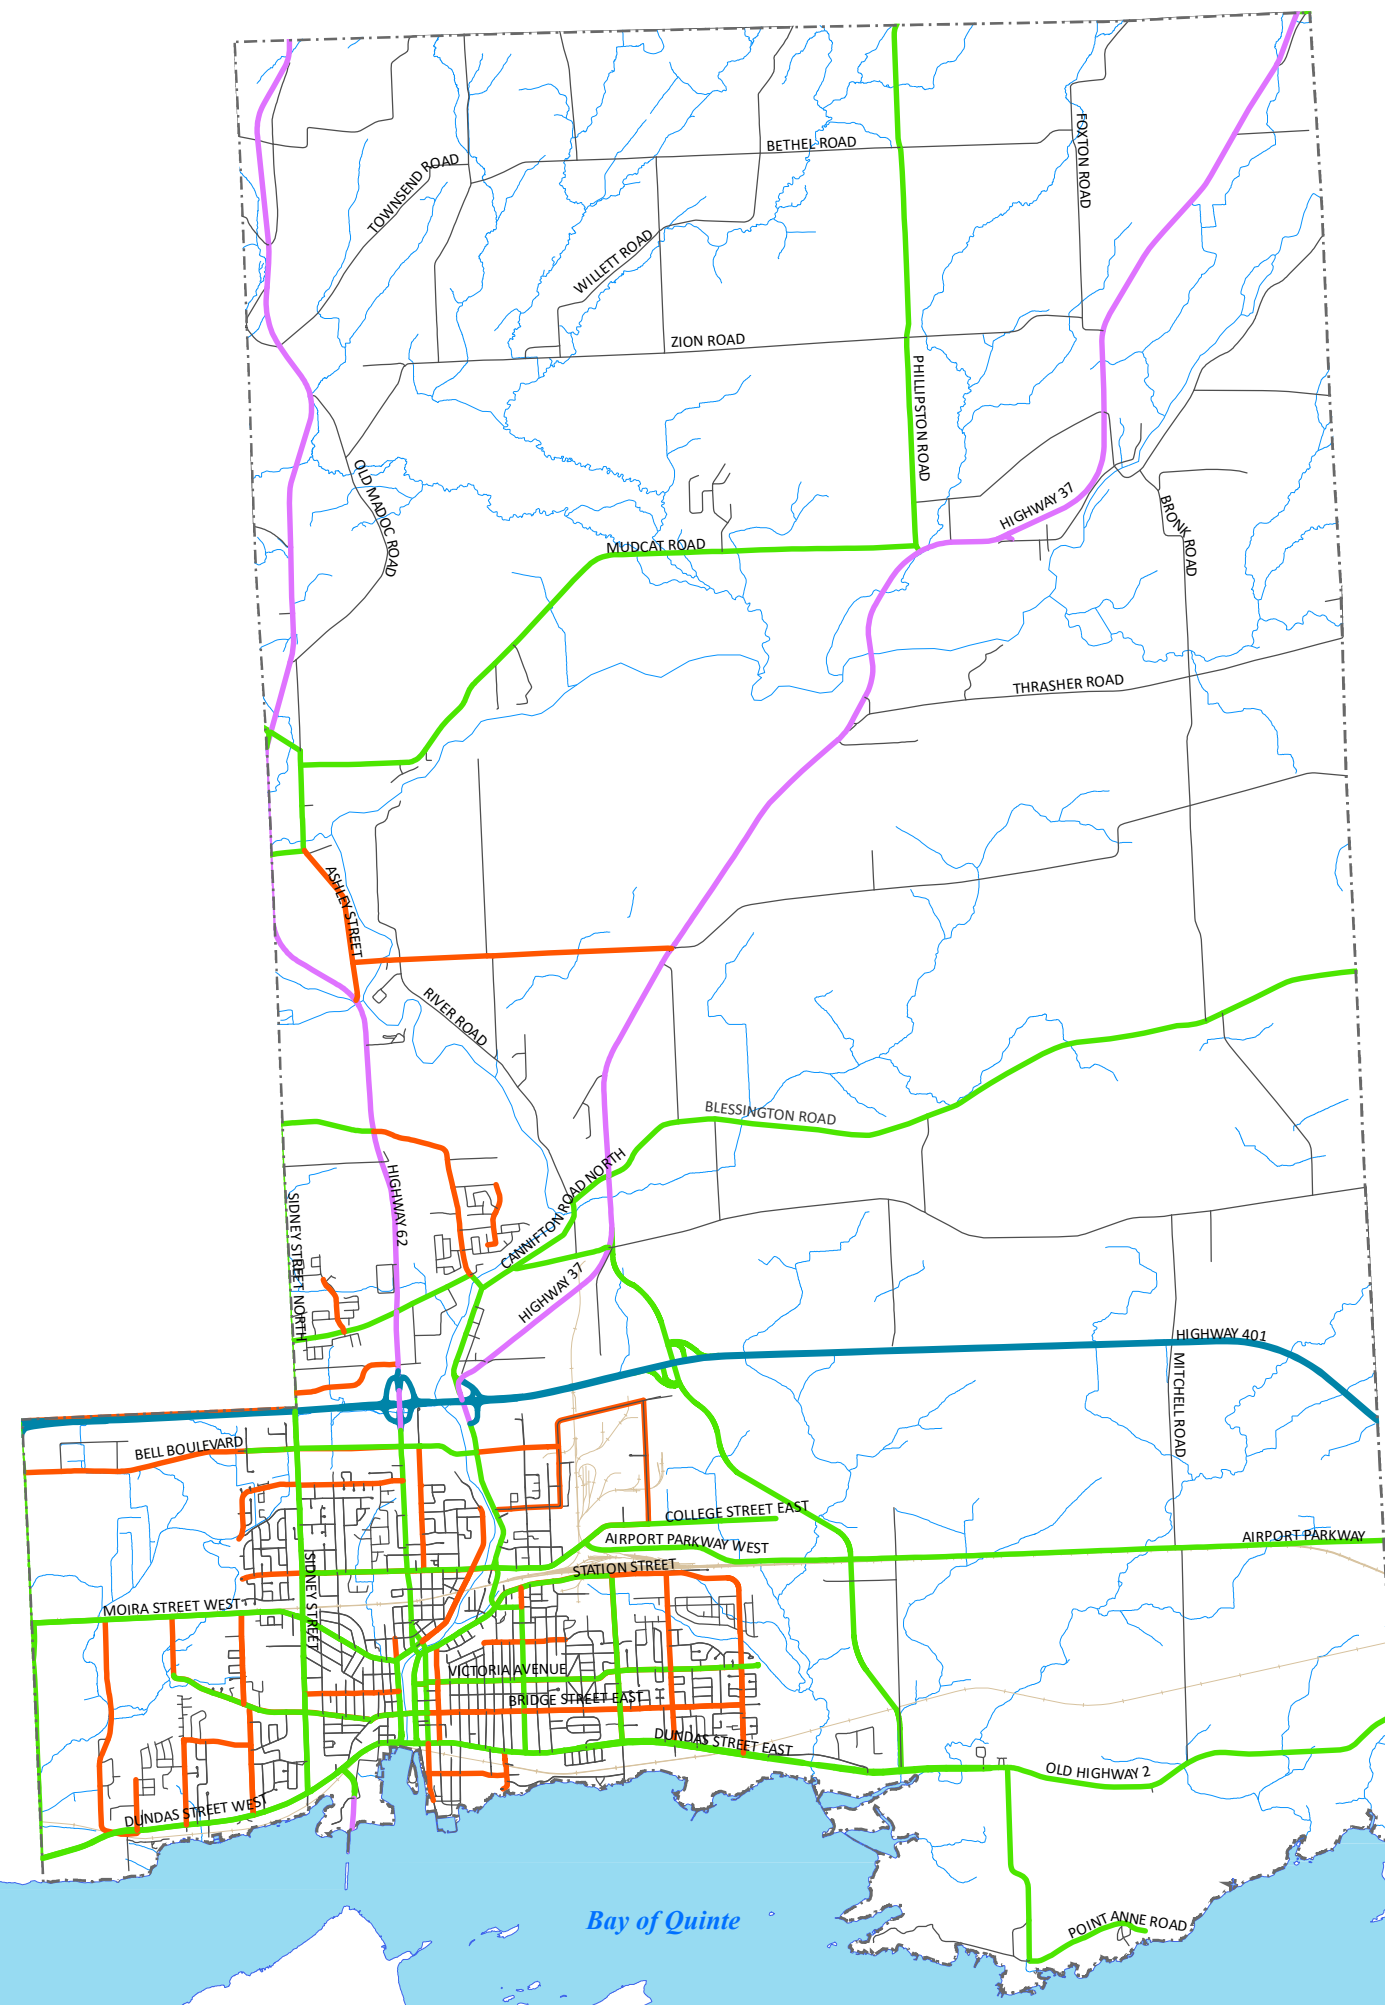 BETHEL ROAD
FOXTON ROAD
TOWNSEND ROAD
WILLETT ROAD
ZION ROAD
PHILLIPSTON ROAD
OLD MADOC ROAD
HIGHWAY 37
BRONK ROAD
MUDCAT ROAD
THRASHER ROAD
ASHLEY STREET
RIVER ROAD
BLESSINGTON ROAD
CANNIFTON ROAD NORTH
HIGHWAY 62
SIDNEY STREET NORTH
HIGHWAY 37
HIGHWAY 401
MITCHELL ROAD
BELL BOULEVARD
COLLEGE STREET EAST
AIRPORT PARKWAY WEST
AIRPORT PARKWAY
STATION STREET
SIDNEY STREET
MOIRA STREET WEST
VICTORIA AVENUE
BRIDGE STREET EAST
DUNDAS STREET EAST
OLD HIGHWAY 2
DUNDAS STREET WEST
Bay of Quinte
POINT ANNE ROAD